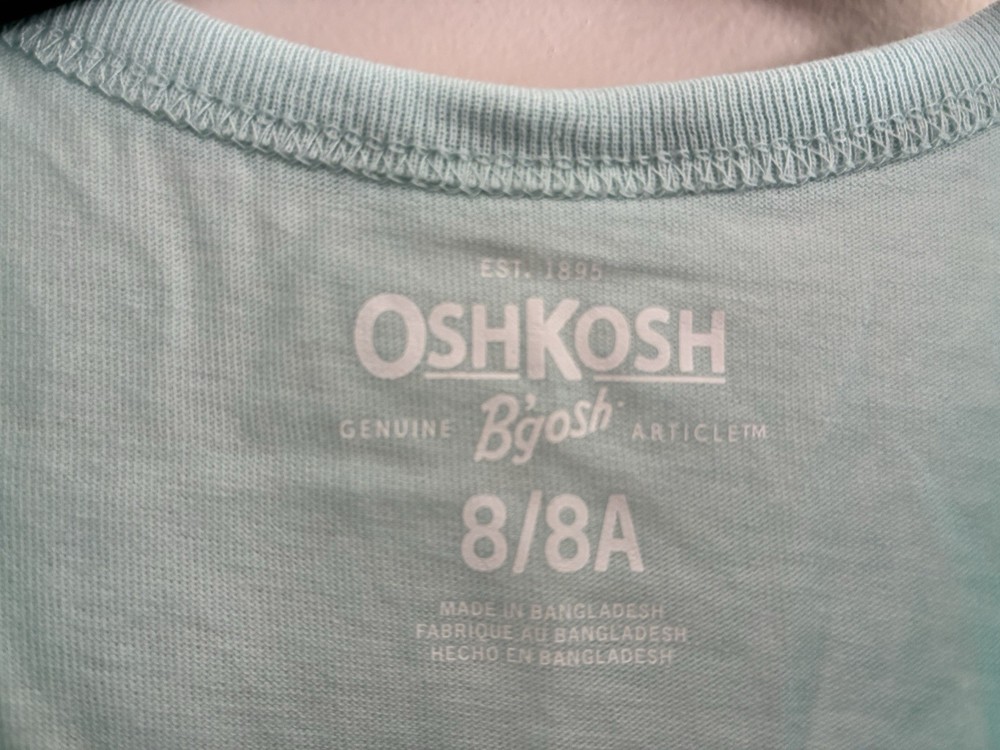 EST. 1895
OSHKOSH
GENUINE B'gosh ARTICLE™
8/8A
MADE IN BANGLADESH
FABRIQUE AU BANGLADESH
HECHO EN BANGLADESH